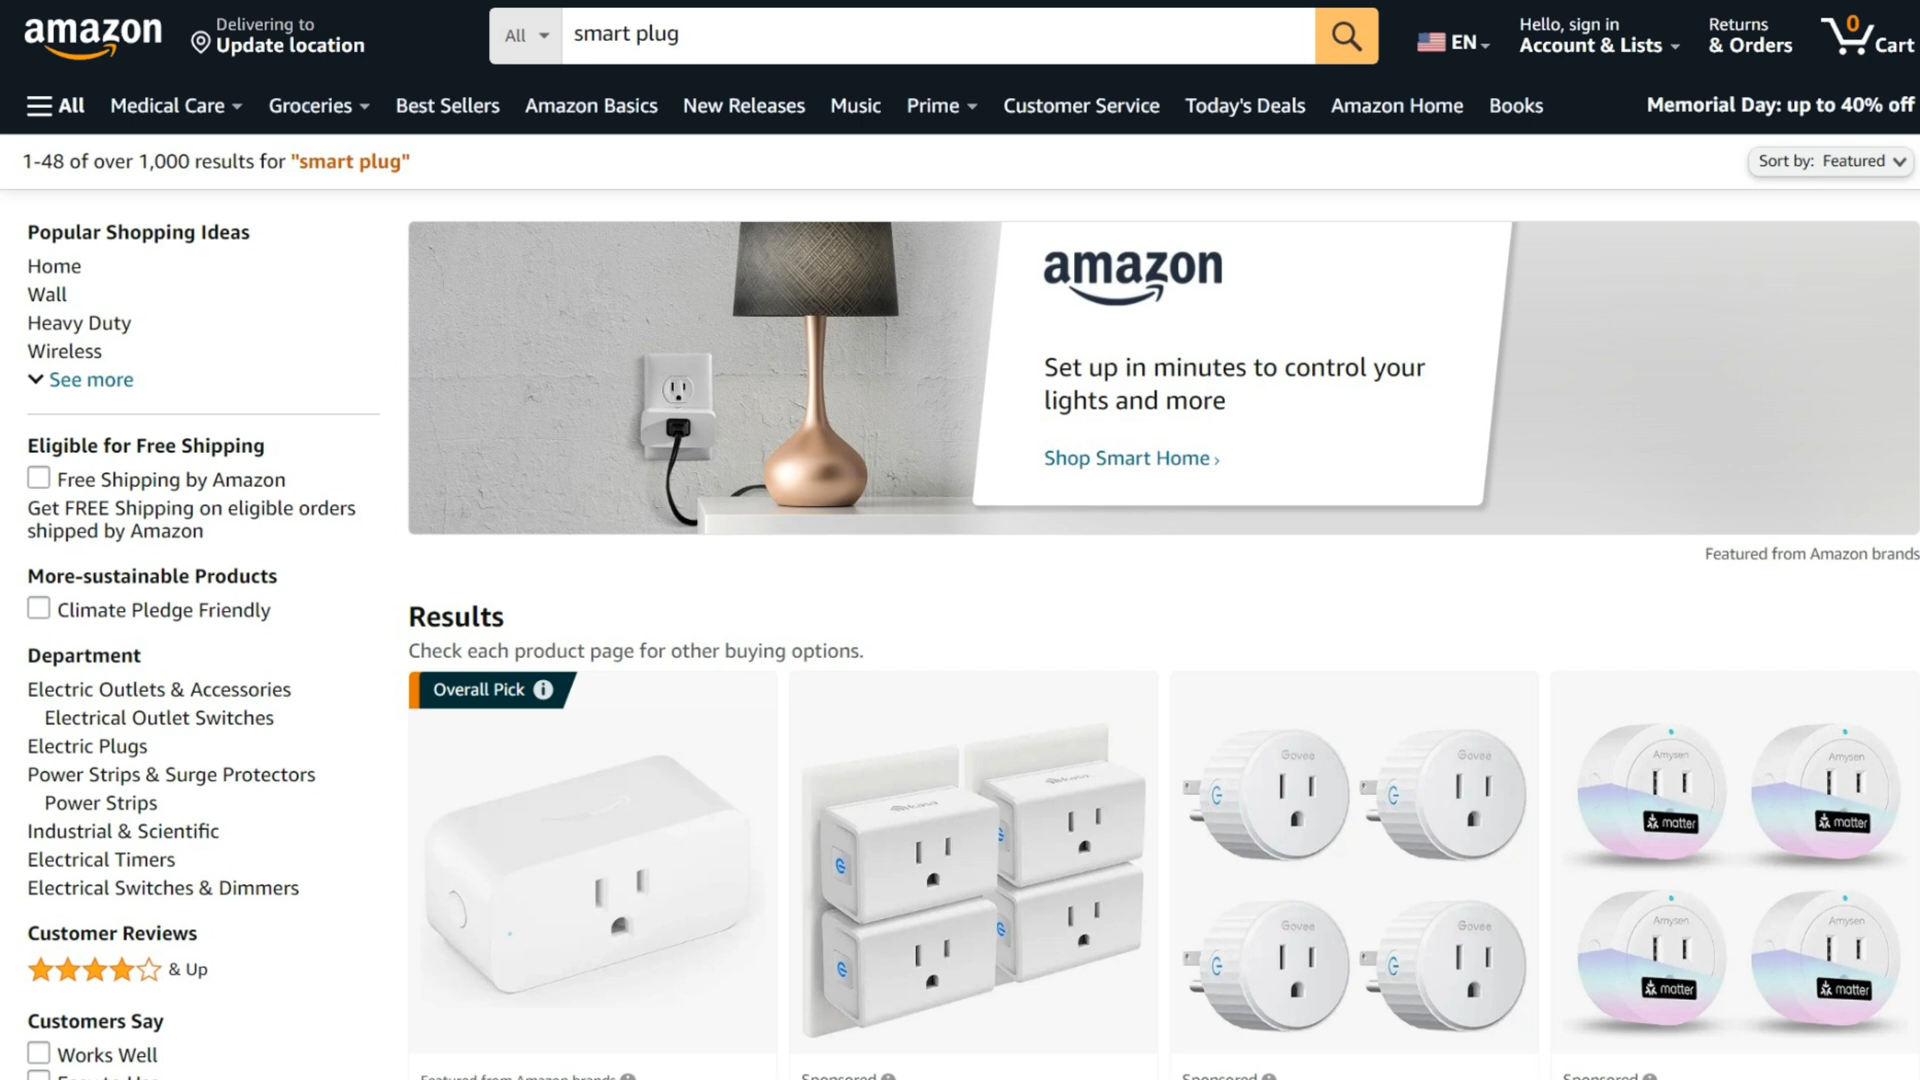 amazon
Delivering to
Update location
All
smart plug
EN
Hello, sign in
Account & Lists
Returns
& Orders
0
Cart
All
Medical Care
Groceries
Best Sellers
Amazon Basics
New Releases
Music
Prime
Customer Service
Today's Deals
Amazon Home
Books
Memorial Day: up to 40% off
1-48 of over 1,000 results for "smart plug"
Sort by: Featured
Popular Shopping Ideas
Home
Wall
Heavy Duty
Wireless
See more
Eligible for Free Shipping
Free Shipping by Amazon
Get FREE Shipping on eligible orders
shipped by Amazon
More-sustainable Products
Climate Pledge Friendly
Department
Electric Outlets & Accessories
Electrical Outlet Switches
Electric Plugs
Power Strips & Surge Protectors
Power Strips
Industrial & Scientific
Electrical Timers
Electrical Switches & Dimmers
Customer Reviews
& Up
Customers Say
Works Well
amazon
Set up in minutes to control your
lights and more
Shop Smart Home ›
Featured from Amazon brands
Results
Check each product page for other buying options.
Overall Pick
kasa
kasa
Govee
Govee
Govee
Govee
Amysen
matter
Amysen
matter
Amysen
matter
Amysen
matter
Featured from Amazon brands
Sponsored
Sponsored
Sponsored